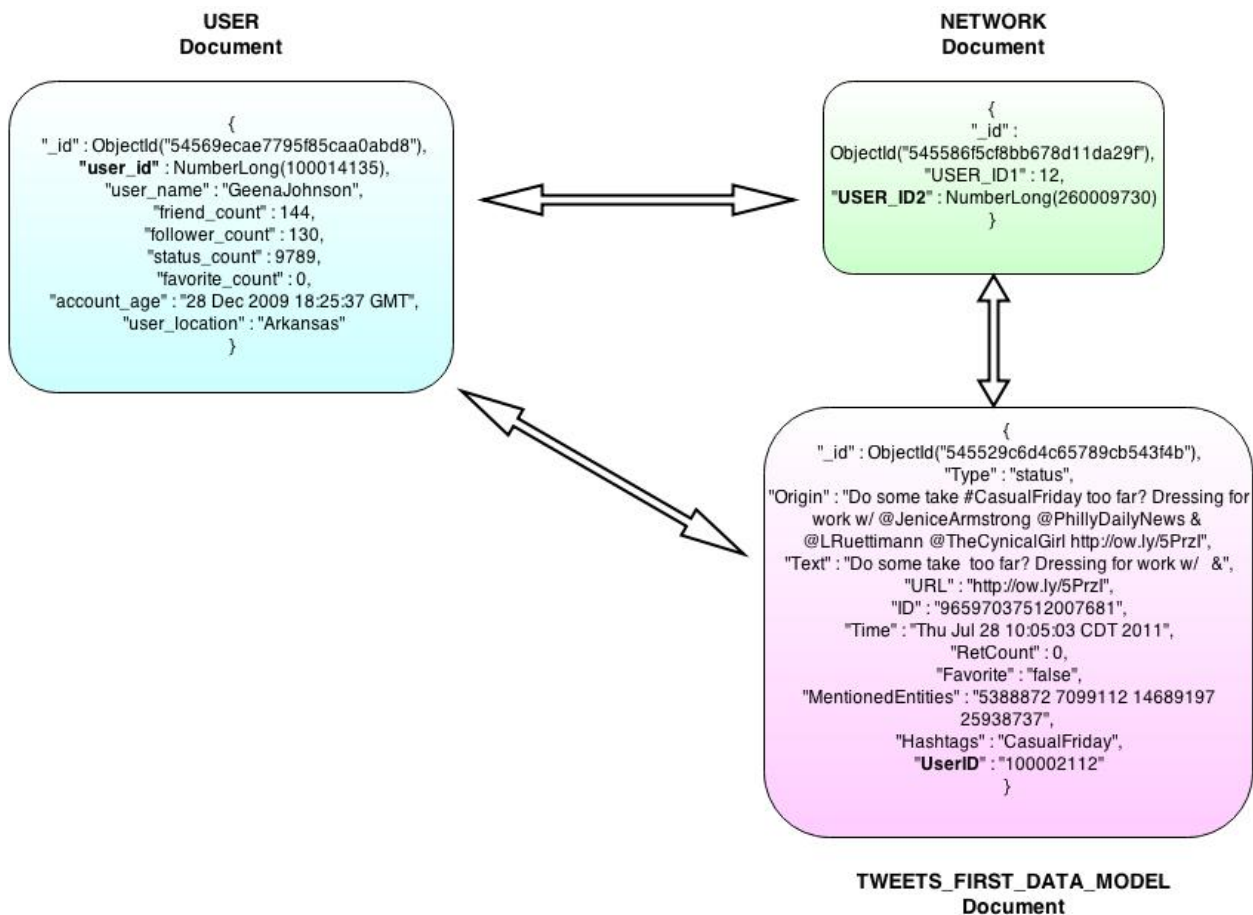 USER
Document
{
"_id" : ObjectId("54569ecae7795f85caa0abd8"),
"user_id" : NumberLong(100014135),
"user_name" : "GeenaJohnson",
"friend_count" : 144,
"follower_count" : 130,
"status_count" : 9789,
"favorite_count" : 0,
"account_age" : "28 Dec 2009 18:25:37 GMT",
"user_location" : "Arkansas"
}
NETWORK
Document
{
"_id" :
ObjectId("545586f5cf8bb678d11da29f"),
"USER_ID1" : 12,
"USER_ID2" : NumberLong(260009730)
}
{
"_id" : ObjectId("545529c6d4c65789cb543f4b"),
"Type" : "status",
"Origin" : "Do some take #CasualFriday too far? Dressing for
work w/ @JeniceArmstrong @PhillyDailyNews &
@LRuettimann @TheCynicalGirl http://ow.ly/5PrzI",
"Text" : "Do some take  too far? Dressing for work w/   &",
"URL" : "http://ow.ly/5PrzI",
"ID" : "96597037512007681",
"Time" : "Thu Jul 28 10:05:03 CDT 2011",
"RetCount" : 0,
"Favorite" : "false",
"MentionedEntities" : "5388872 7099112 14689197
25938737",
"Hashtags" : "CasualFriday",
"UserID" : "100002112"
}
TWEETS_FIRST_DATA_MODEL
Document